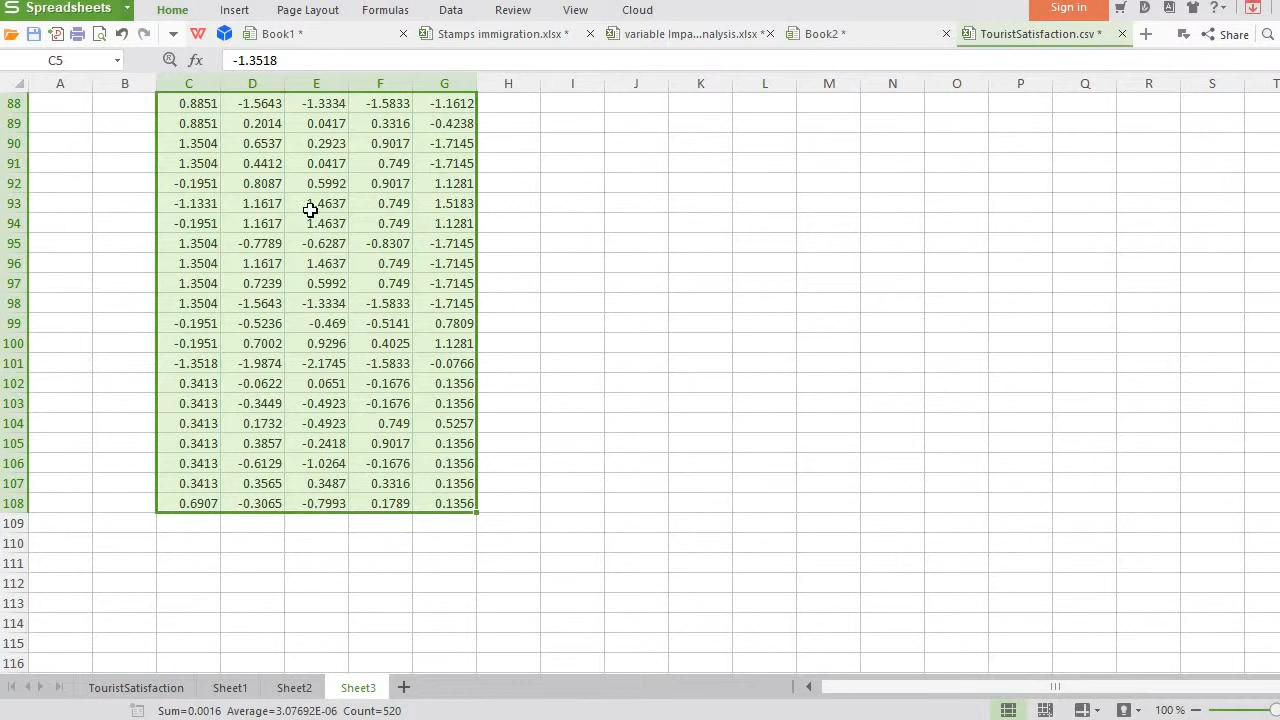 S Spreadsheets Home Insert Page Layout Formulas Data Review View Cloud Sign in
Book1 * Stamps immigration.xlsx * variable Impa...nalysis.xlsx * Book2 * TouristSatisfaction.csv * Share
C5 fx -1.3518
A B C D E F G H I J K L M N O P Q R S T
88 0.8851 -1.5643 -1.3334 -1.5833 -1.1612
89 0.8851 0.2014 0.0417 0.3316 -0.4238
90 1.3504 0.6537 0.2923 0.9017 -1.7145
91 1.3504 0.4412 0.0417 0.749 -1.7145
92 -0.1951 0.8087 0.5992 0.9017 1.1281
93 -1.1331 1.1617 .4637 0.749 1.5183
94 -0.1951 1.1617 1.4637 0.749 1.1281
95 1.3504 -0.7789 -0.6287 -0.8307 -1.7145
96 1.3504 1.1617 1.4637 0.749 -1.7145
97 1.3504 0.7239 0.5992 0.749 -1.7145
98 1.3504 -1.5643 -1.3334 -1.5833 -1.7145
99 -0.1951 -0.5236 -0.469 -0.5141 0.7809
100 -0.1951 0.7002 0.9296 0.4025 1.1281
101 -1.3518 -1.9874 -2.1745 -1.5833 -0.0766
102 0.3413 -0.0622 0.0651 -0.1676 0.1356
103 0.3413 -0.3449 -0.4923 -0.1676 0.1356
104 0.3413 0.1732 -0.4923 0.749 0.5257
105 0.3413 0.3857 -0.2418 0.9017 0.1356
106 0.3413 -0.6129 -1.0264 -0.1676 0.1356
107 0.3413 0.3565 0.3487 0.3316 0.1356
108 0.6907 -0.3065 -0.7993 0.1789 0.1356
109
110
111
112
113
114
115
116
TouristSatisfaction Sheet1 Sheet2 Sheet3
Sum=0.0016 Average=3.07692E-06 Count=520 100 %